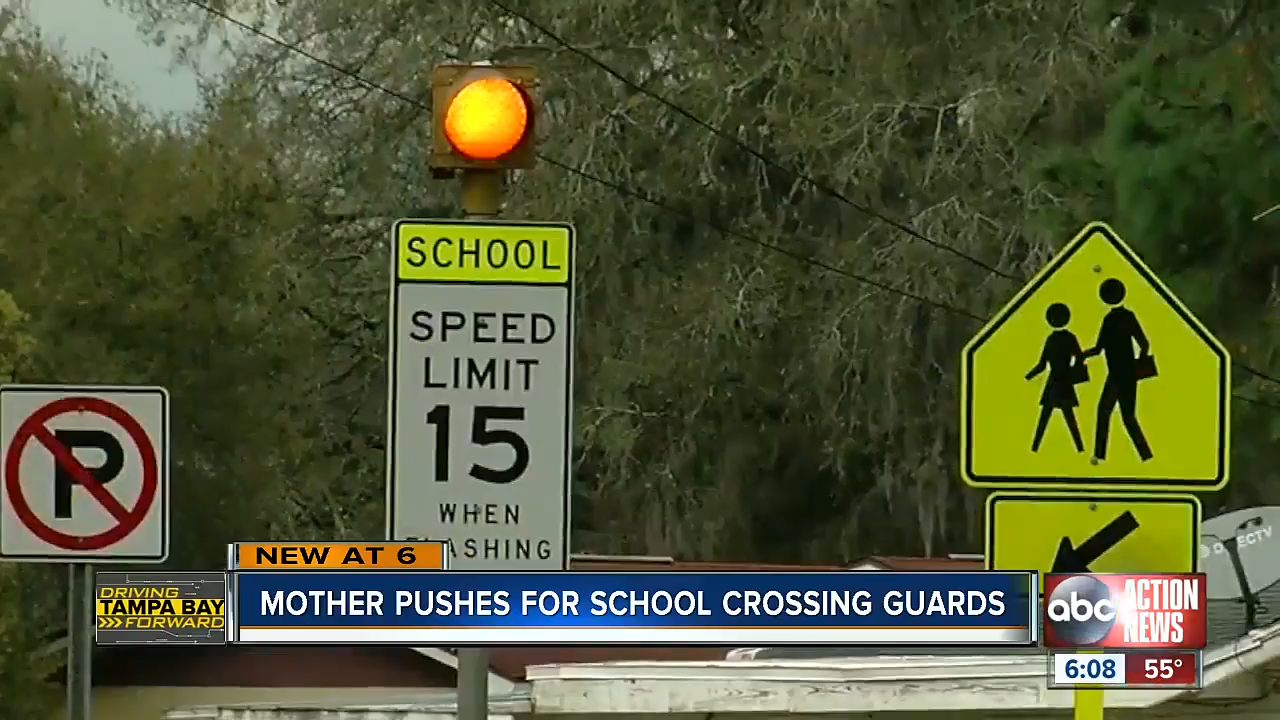 SCHOOL
SPEED
LIMIT
15
WHEN
FLASHING
P
DIRECTV
NEW AT 6
DRIVING
TAMPA BAY
>>>FORWARD
MOTHER PUSHES FOR SCHOOL CROSSING GUARDS
abc ACTION
NEWS
6:08 55°